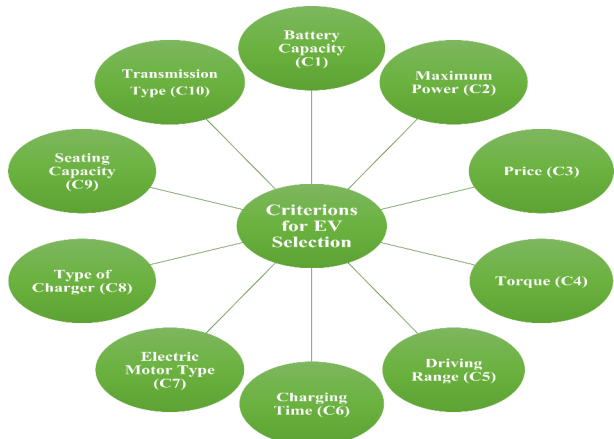 Battery
Capacity
(C1)
Maximum
Power (C2)
Price (C3)
Torque (C4)
Driving
Range (C5)
Charging
Time (C6)
Electric
Motor Type
(C7)
Type of
Charger (C8)
Seating
Capacity
(C9)
Transmission
Type (C10)
Criterions
for EV
Selection